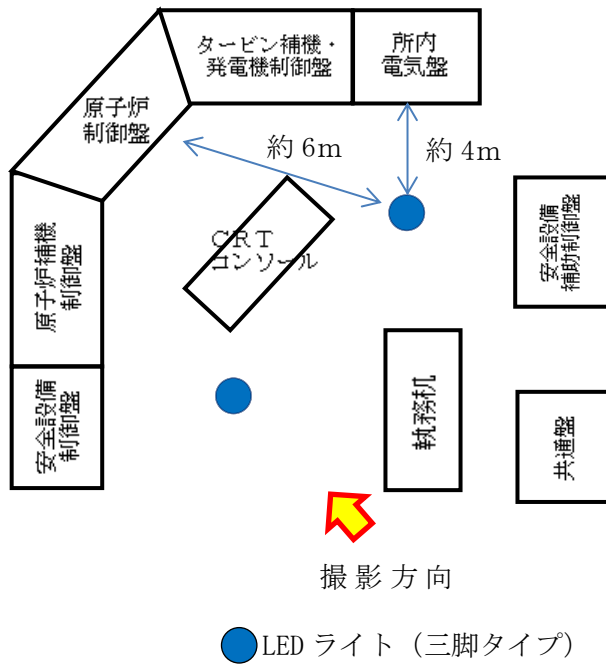 タービン補機・
発電機制御盤
所内
電気盤
原子炉
制御盤
約 6m
約 4m
CRT
コンソール
安全設備
補助制御盤
原子炉補機
制御盤
安全設備
制御盤
執務机
共通盤
撮影方向
LED ライト（三脚タイプ）